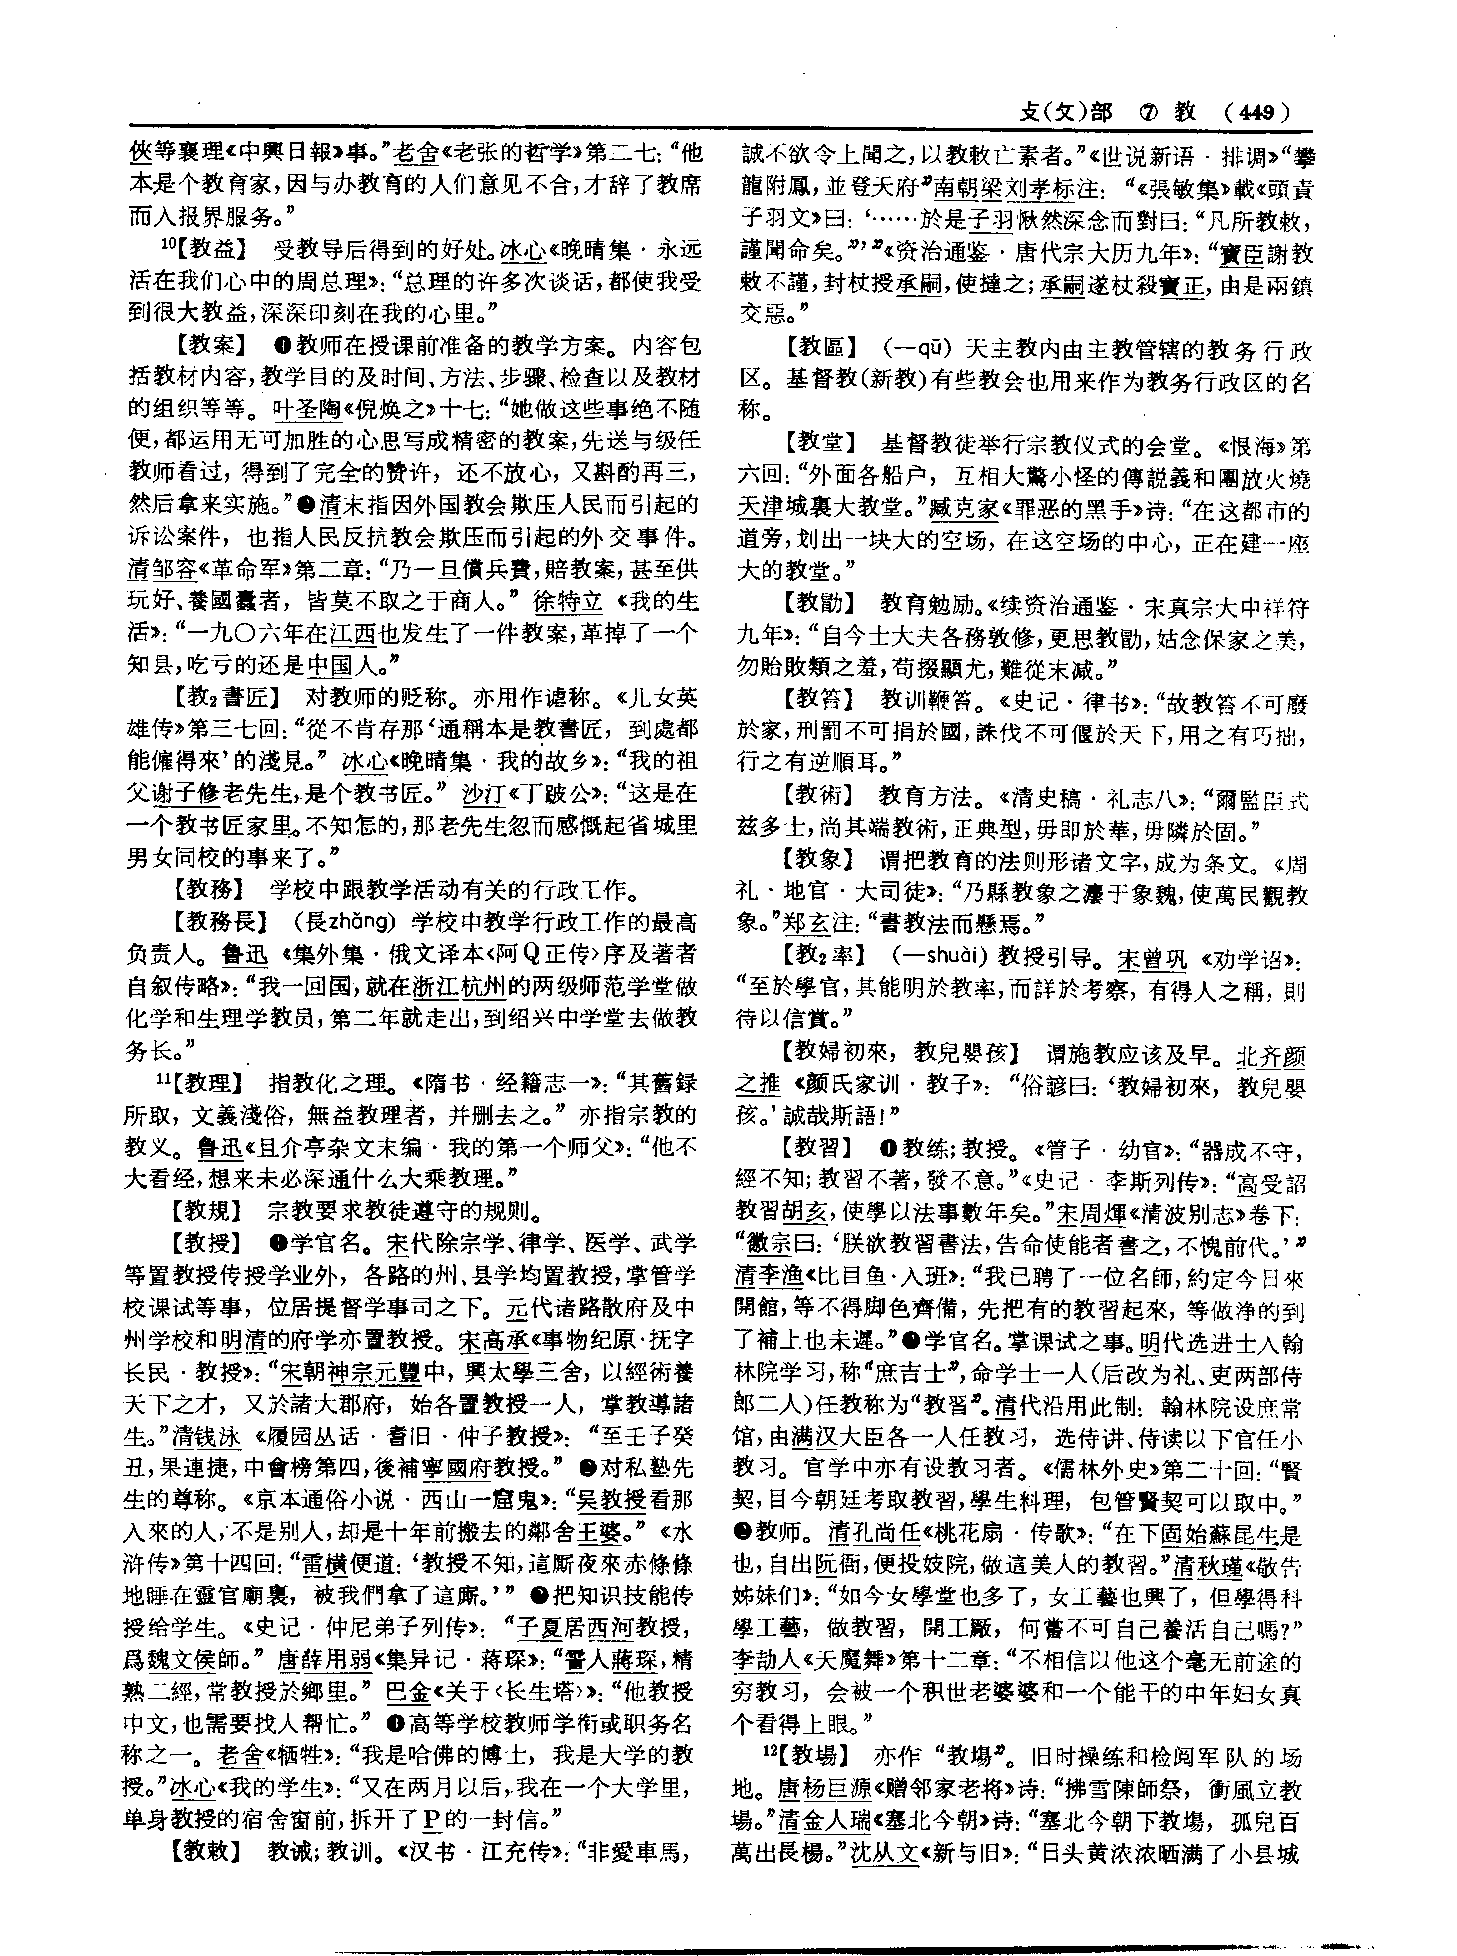 攴(攵)部 ⑦ 教 (449)
俠等襄理《中興日報》事。”老舍《老张的哲学》第二七:“他
本是个教育家,因与办教育的人们意见不合,才辞了教席
而入报界服务。”
10【教益】 受教导后得到的好处。冰心《晚晴集·永远
活在我们心中的周总理》:“总理的许多次谈话,都使我受
到很大教益,深深印刻在我的心里。”
【教案】 ❶教师在授课前准备的教学方案。内容包
括教材内容,教学目的及时间、方法、步骤、检查以及教材
的组织等等。叶圣陶《倪焕之》十七:“她做这些事绝不随
便,都运用无可加胜的心思写成精密的教案,先送与级任
教师看过,得到了完全的赞许,还不放心,又斟酌再三,
然后拿来实施。”❷清末指因外国教会欺压人民而引起的
诉讼案件,也指人民反抗教会欺压而引起的外交事件。
清邹容《革命军》第二章:“乃一旦償兵費,賠教案,甚至供
玩好、養國蠹者,皆莫不取之于商人。”徐特立《我的生
活》:“一九〇六年在江西也发生了一件教案,革掉了一个
知县,吃亏的还是中国人。”
【教₂書匠】 对教师的贬称。亦用作谑称。《儿女英
雄传》第三七回:“從不肯存那‘通稱本是教書匠,到處都
能僱得來’的淺見。”冰心《晚晴集·我的故乡》:“我的祖
父谢子修老先生,是个教书匠。”沙汀《丁跛公》:“这是在
一个教书匠家里。不知怎的,那老先生忽而感慨起省城里
男女同校的事来了。”
【教務】 学校中跟教学活动有关的行政工作。
【教務長】 (長zhǎng) 学校中教学行政工作的最高
负责人。鲁迅《集外集·俄文译本〈阿Q正传〉序及著者
自叙传略》:“我一回国,就在浙江杭州的两级师范学堂做
化学和生理学教员,第二年就走出,到绍兴中学堂去做教
务长。”
11【教理】 指教化之理。《隋书·经籍志一》:“其舊録
所取,文義淺俗,無益教理者,并删去之。”亦指宗教的
教义。鲁迅《且介亭杂文末编·我的第一个师父》:“他不
大看经,想来未必深通什么大乘教理。”
【教規】 宗教要求教徒遵守的规则。
【教授】 ❶学官名。宋代除宗学、律学、医学、武学
等置教授传授学业外,各路的州、县学均置教授,掌管学
校课试等事,位居提督学事司之下。元代诸路散府及中
州学校和明清的府学亦置教授。宋高承《事物纪原·抚字
长民·教授》:“宋朝神宗元豐中,興太學三舍,以經術養
天下之才,又於諸大郡府,始各置教授一人,掌教導諸
生。”清钱泳《履园丛话·耆旧·仲子教授》:“至壬子癸
丑,果連捷,中會榜第四,後補寧國府教授。”❷对私塾先
生的尊称。《京本通俗小说·西山一窟鬼》:“吴教授看那
入來的人,不是别人,却是十年前搬去的鄰舍王婆。”《水
浒传》第十四回:“雷横便道:‘教授不知,這厮夜來赤條條
地睡在靈官廟裏,被我們拿了這厮。’” ❸把知识技能传
授给学生。《史记·仲尼弟子列传》:“子夏居西河教授,
爲魏文侯師。”唐薛用弱《集异记·蒋琛》:“霅人蔣琛,精
熟二經,常教授於鄉里。”巴金《关于〈长生塔〉》:“他教授
中文,也需要找人帮忙。”❹高等学校教师学衔或职务名
称之一。老舍《牺牲》:“我是哈佛的博士,我是大学的教
授。”冰心《我的学生》:“又在两月以后,我在一个大学里,
单身教授的宿舍窗前,拆开了P的一封信。”
【教敕】 教诫;教训。《汉书·江充传》:“非愛車馬,
誠不欲令上聞之,以教敕亡素者。”《世说新语·排调》“攀
龍附鳳,並登天府”南朝梁刘孝标注:“《張敏集》載《頭責
子羽文》曰:‘……於是子羽愀然深念而對曰:“凡所教敕,
謹聞命矣。”’”《资治通鉴·唐代宗大历九年》:“寶臣謝教
敕不謹,封杖授承嗣,使撻之;承嗣遂杖殺寶正,由是兩鎮
交惡。”
【教區】 (—qū) 天主教内由主教管辖的教务行政
区。基督教(新教)有些教会也用来作为教务行政区的名
称。
【教堂】 基督教徒举行宗教仪式的会堂。《恨海》第
六回:“外面各船户,互相大驚小怪的傳説義和團放火燒
天津城裏大教堂。”臧克家《罪恶的黑手》诗:“在这都市的
道旁,划出一块大的空场,在这空场的中心,正在建一座
大的教堂。”
【教勖】 教育勉励。《续资治通鉴·宋真宗大中祥符
九年》:“自今士大夫各務敦修,更思教勖,姑念保家之美,
勿貽敗類之羞,苟掇顯尤,難從末减。”
【教笞】 教训鞭笞。《史记·律书》:“故教笞不可廢
於家,刑罰不可捐於國,誅伐不可偃於天下,用之有巧拙,
行之有逆順耳。”
【教術】 教育方法。《清史稿·礼志八》:“爾監臣式
兹多士,尚其端教術,正典型,毋即於華,毋隣於固。”
【教象】 谓把教育的法则形诸文字,成为条文。《周
礼·地官·大司徒》:“乃縣教象之灋于象魏,使萬民觀教
象。”郑玄注:“書教法而懸焉。”
【教₂率】 (—shuài) 教授引导。宋曾巩《劝学诏》:
“至於學官,其能明於教率,而詳於考察,有得人之稱,則
待以信賞。”
【教婦初來,教兒嬰孩】 谓施教应该及早。北齐颜
之推《颜氏家训·教子》:“俗諺曰:‘教婦初來,教兒嬰
孩。’誠哉斯語!”
【教習】 ❶教练;教授。《管子·幼官》:“器成不守,
經不知;教習不著,發不意。”《史记·李斯列传》:“高受詔
教習胡亥,使學以法事數年矣。”宋周煇《清波别志》卷下:
“徽宗曰:‘朕欲教習書法,告命使能者書之,不愧前代。’”
清李渔《比目鱼·入班》:“我已聘了一位名師,約定今日來
開館,等不得脚色齊備,先把有的教習起來,等做净的到
了補上也未遲。”❷学官名。掌课试之事。明代选进士入翰
林院学习,称“庶吉士”,命学士一人(后改为礼、吏两部侍
郎二人)任教称为“教習”。清代沿用此制:翰林院设庶常
馆,由满汉大臣各一人任教习,选侍讲、侍读以下官任小
教习。官学中亦有设教习者。《儒林外史》第二十回:“賢
契,目今朝廷考取教習,學生料理,包管賢契可以取中。”
❸教师。清孔尚任《桃花扇·传歌》:“在下固始蘇昆生是
也,自出阮衙,便投妓院,做這美人的教習。”清秋瑾《敬告
姊妹们》:“如今女學堂也多了,女工藝也興了,但學得科
學工藝,做教習,開工厰,何嘗不可自己養活自己嗎?”
李劼人《天魔舞》第十二章:“不相信以他这个毫无前途的
穷教习,会被一个积世老婆婆和一个能干的中年妇女真
个看得上眼。”
12【教場】 亦作“教塲”。旧时操练和检阅军队的场
地。唐杨巨源《赠邻家老将》诗:“拂雪陳師祭,衝風立教
場。”清金人瑞《塞北今朝》诗:“塞北今朝下教塲,孤兒百
萬出長楊。”沈从文《新与旧》:“日头黄浓浓晒满了小县城